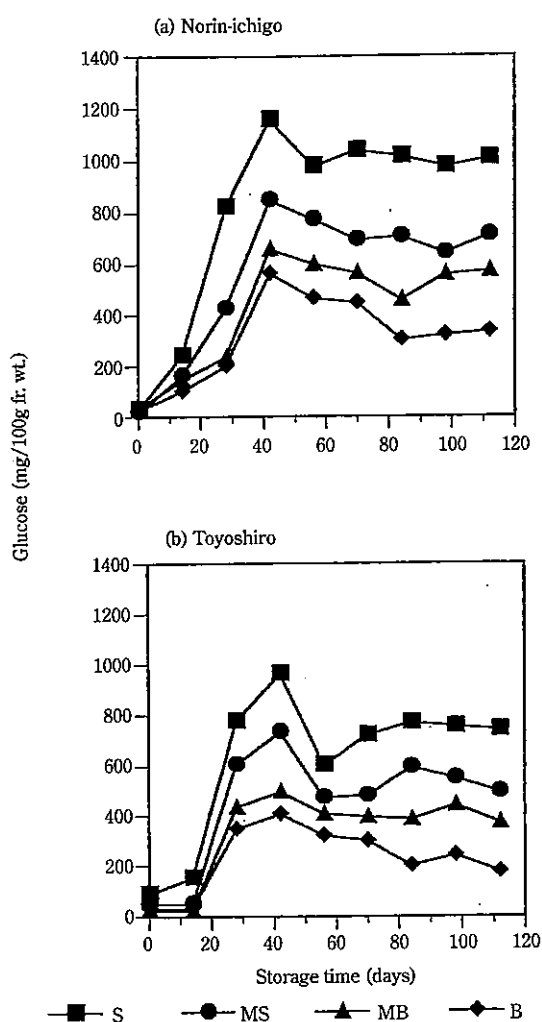 (a) Norin-ichigo
1400
1200
1000
800
600
400
200
0
0 20 40 60 80 100 120
Glucose (mg/100g fr. wt.)
(b) Toyoshiro
1400
1200
1000
800
600
400
200
0
0 20 40 60 80 100 120
Storage time (days)
S MS MB B